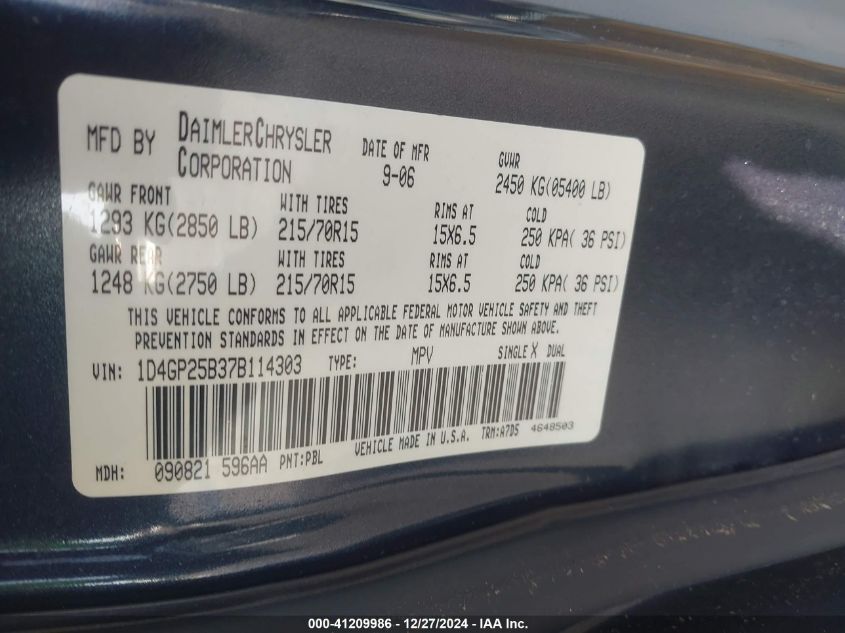 MFD BY DAIMLERCHRYSLER CORPORATION DATE OF MFR 9-06 GVWR 2450 KG(05400 LB)
GAWR FRONT WITH TIRES RIMS AT COLD
1293 KG(2850 LB) 215/70R15 15X6.5 250 KPA( 36 PSI)
GAWR REAR WITH TIRES RIMS AT COLD
1248 KG(2750 LB) 215/70R15 15X6.5 250 KPA( 36 PSI)
THIS VEHICLE CONFORMS TO ALL APPLICABLE FEDERAL MOTOR VEHICLE SAFETY AND THEFT
PREVENTION STANDARDS IN EFFECT ON THE DATE OF MANUFACTURE SHOWN ABOVE.
VIN: 1D4GP25B37B114303 TYPE: MPV SINGLE X DUAL
VEHICLE MADE IN U.S.A. TRM:A7D5 4648503
MDH: 090821 596AA PNT:PBL
000-41209986 - 12/27/2024 - IAA Inc.